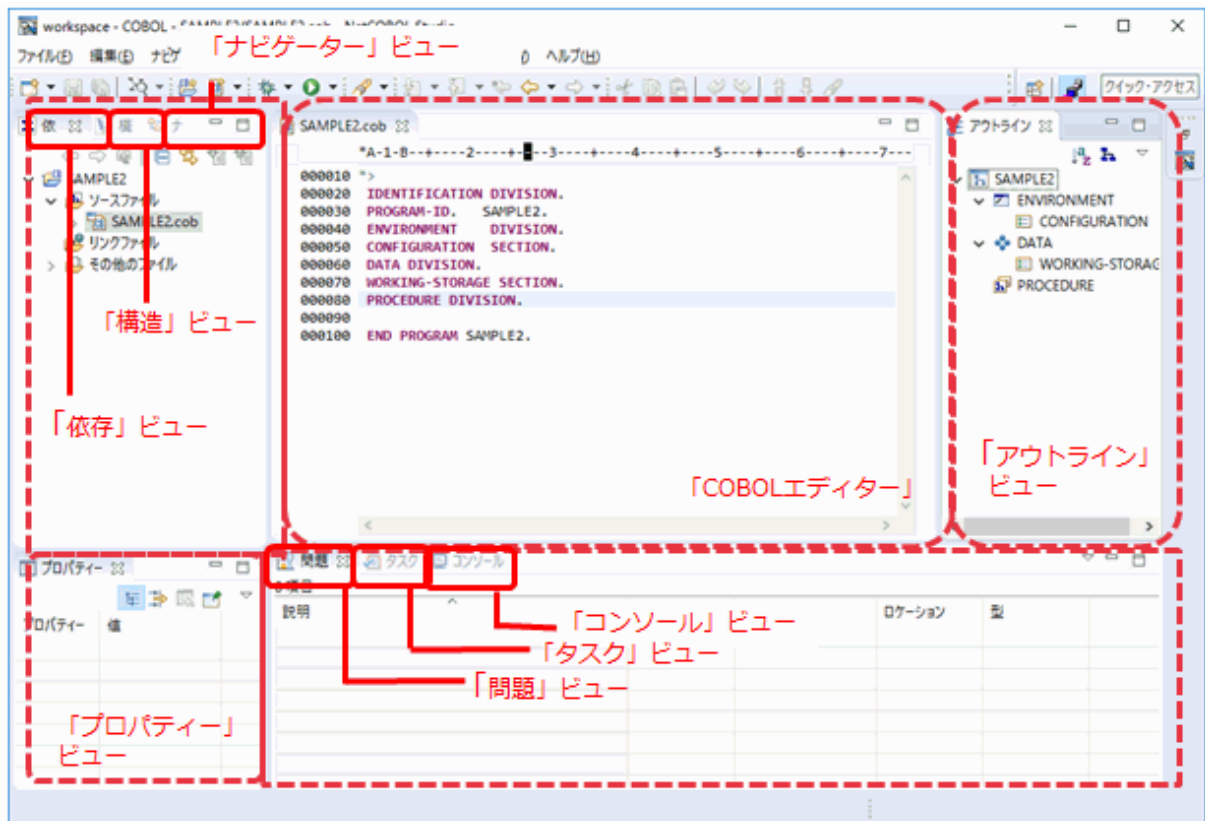 workspace - COBOL - SAMPLE2/SAMPLE2.cob - NetCOBOL Studio
ファイル(F) 編集(E) ナビゲ
「ナビゲーター」ビュー
ヘルプ(H)
クイック・アクセス
依 構 ナ
SAMPLE2.cob
アウトライン
*A-1-B--+----2----+----3----+----4----+----5----+----6----+----7---
SAMPLE2
ソースファイル
SAMPLE2.cob
リンクファイル
その他のファイル
「構造」ビュー
「依存」ビュー
000010 *>
000020 IDENTIFICATION DIVISION.
000030 PROGRAM-ID. SAMPLE2.
000040 ENVIRONMENT DIVISION.
000050 CONFIGURATION SECTION.
000060 DATA DIVISION.
000070 WORKING-STORAGE SECTION.
000080 PROCEDURE DIVISION.
000090
000100 END PROGRAM SAMPLE2.
「COBOLエディター」
SAMPLE2
ENVIRONMENT
CONFIGURATION
DATA
WORKING-STORAG
PROCEDURE
「アウトライン」
ビュー
プロパティー
プロパティー 値
「プロパティー」
ビュー
問題 タスク コンソール
0 項目
説明 ロケーション 型
「コンソール」ビュー
「タスク」ビュー
「問題」ビュー